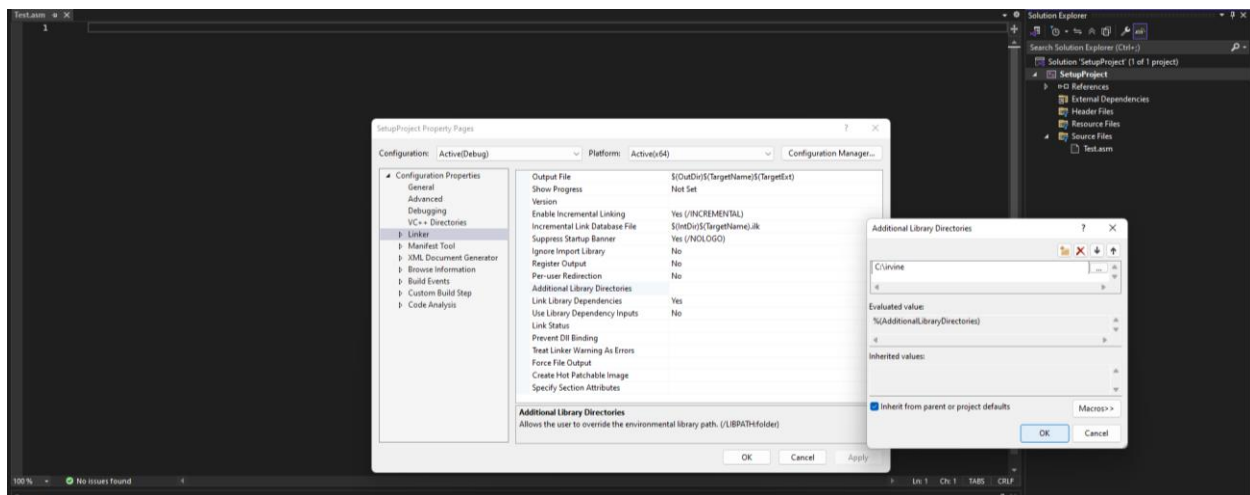 Test.asm
1
100 %
No issues found
Ln: 1 Ch: 1 TABS CRLF
SetupProject Property Pages
? ×
Configuration: Active(Debug)
Platform: Active(x64)
Configuration Manager...
Configuration Properties
General
Advanced
Debugging
VC++ Directories
Linker
Manifest Tool
XML Document Generator
Browse Information
Build Events
Custom Build Step
Code Analysis
Output File $(OutDir)$(TargetName)$(TargetExt)
Show Progress Not Set
Version
Enable Incremental Linking Yes (/INCREMENTAL)
Incremental Link Database File $(IntDir)$(TargetName).ilk
Suppress Startup Banner Yes (/NOLOGO)
Ignore Import Library No
Register Output No
Per-user Redirection No
Additional Library Directories
Link Library Dependencies Yes
Use Library Dependency Inputs No
Link Status
Prevent Dll Binding
Treat Linker Warning As Errors
Force File Output
Create Hot Patchable Image
Specify Section Attributes
Additional Library Directories
Allows the user to override the environmental library path. (/LIBPATH:folder)
OK Cancel Apply
Additional Library Directories
? ×
C:\irvine
...
Evaluated value:
%(AdditionalLibraryDirectories)
Inherited values:
Inherit from parent or project defaults
Macros>>
OK Cancel
Solution Explorer
Search Solution Explorer (Ctrl+;)
Solution 'SetupProject' (1 of 1 project)
SetupProject
References
External Dependencies
Header Files
Resource Files
Source Files
Test.asm